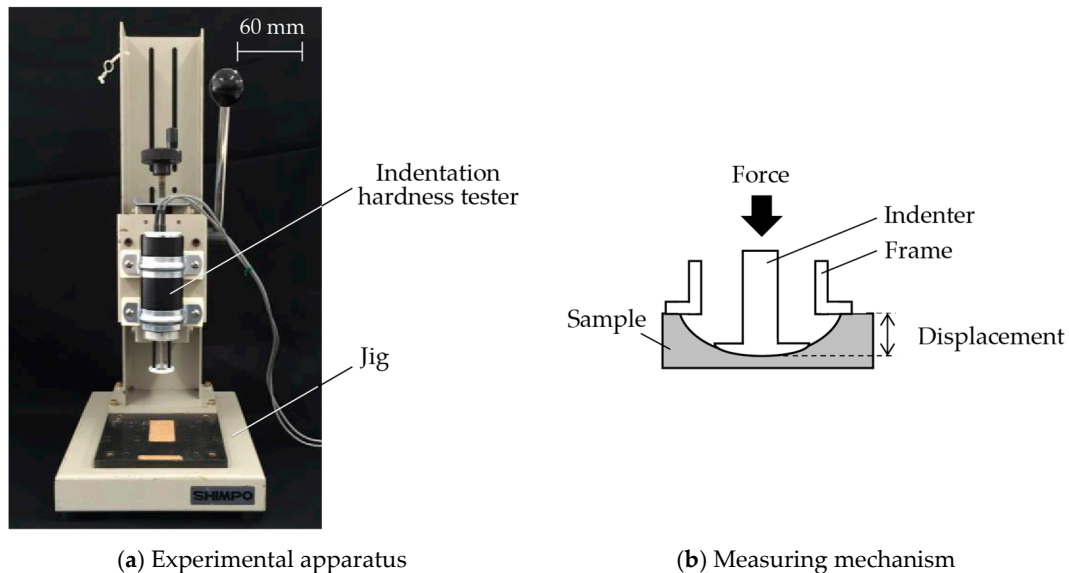 60 mm
Indentation
hardness tester
Jig
SHIMPO
(a) Experimental apparatus
Force
Indenter
Frame
Sample
Displacement
(b) Measuring mechanism